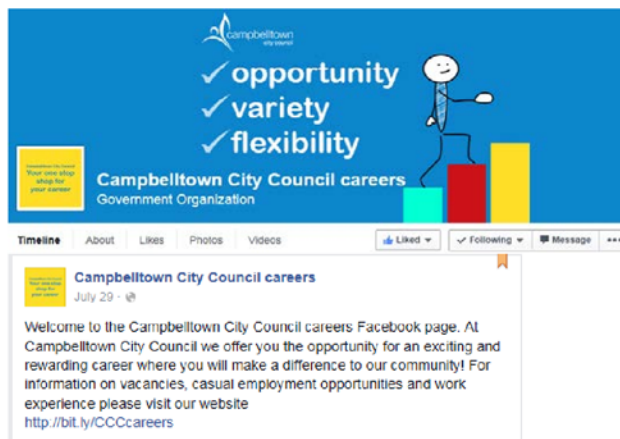 campbelltown
city council
✓ opportunity
✓ variety
✓ flexibility
Campbelltown City Council
Your one stop
shop for
your career
Campbelltown City Council careers
Government Organization
Timeline About Likes Photos Videos Liked Following Message
Campbelltown City Council careers
July 29
Welcome to the Campbelltown City Council careers Facebook page. At
Campbelltown City Council we offer you the opportunity for an exciting and
rewarding career where you will make a difference to our community! For
information on vacancies, casual employment opportunities and work
experience please visit our website
http://bit.ly/CCCcareers